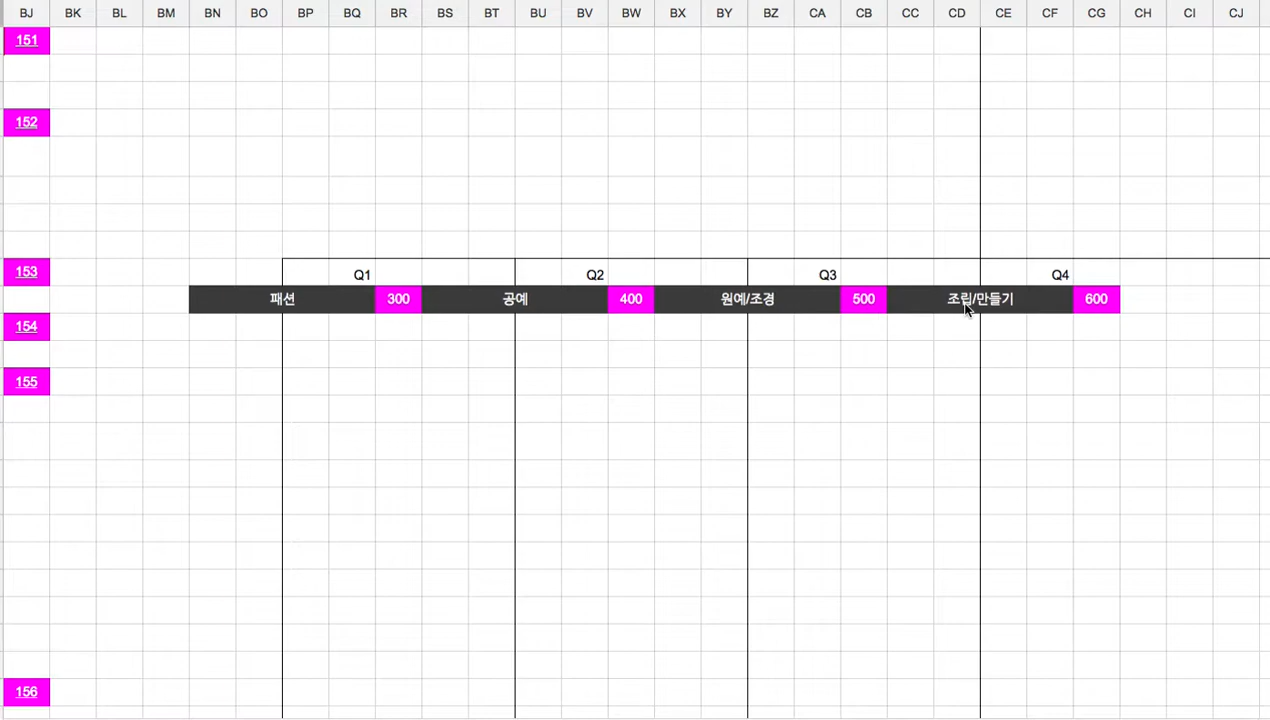 BJ BK BL BM BN BO BP BQ BR BS BT BU BV BW BX BY BZ CA CB CC CD CE CF CG CH CI CJ
151
152
153 Q1 Q2 Q3 Q4
패션 300 공예 400 원예/조경 500 조립/만들기 600
154
155
156